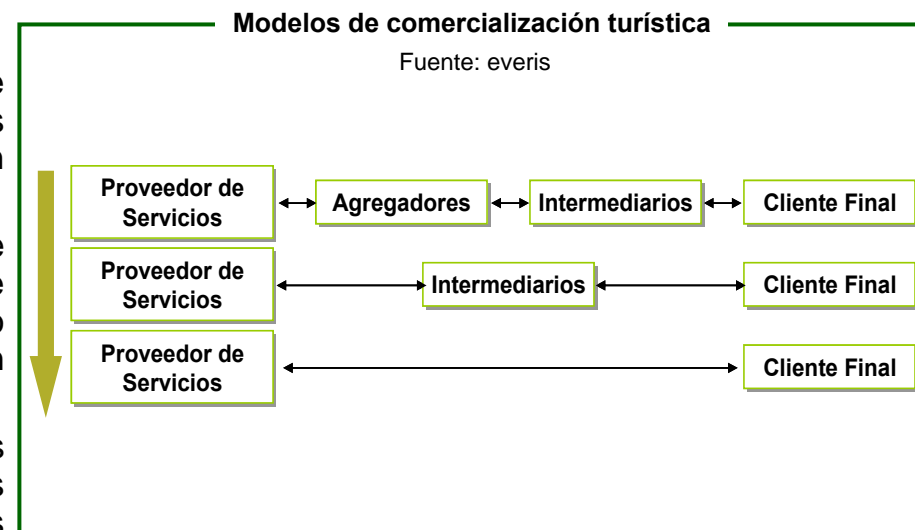 Modelos de comercialización turística
Fuente: everis
Proveedor de
Servicios
Agregadores
Intermediarios
Cliente Final
Proveedor de
Servicios
Intermediarios
Cliente Final
Proveedor de
Servicios
Cliente Final